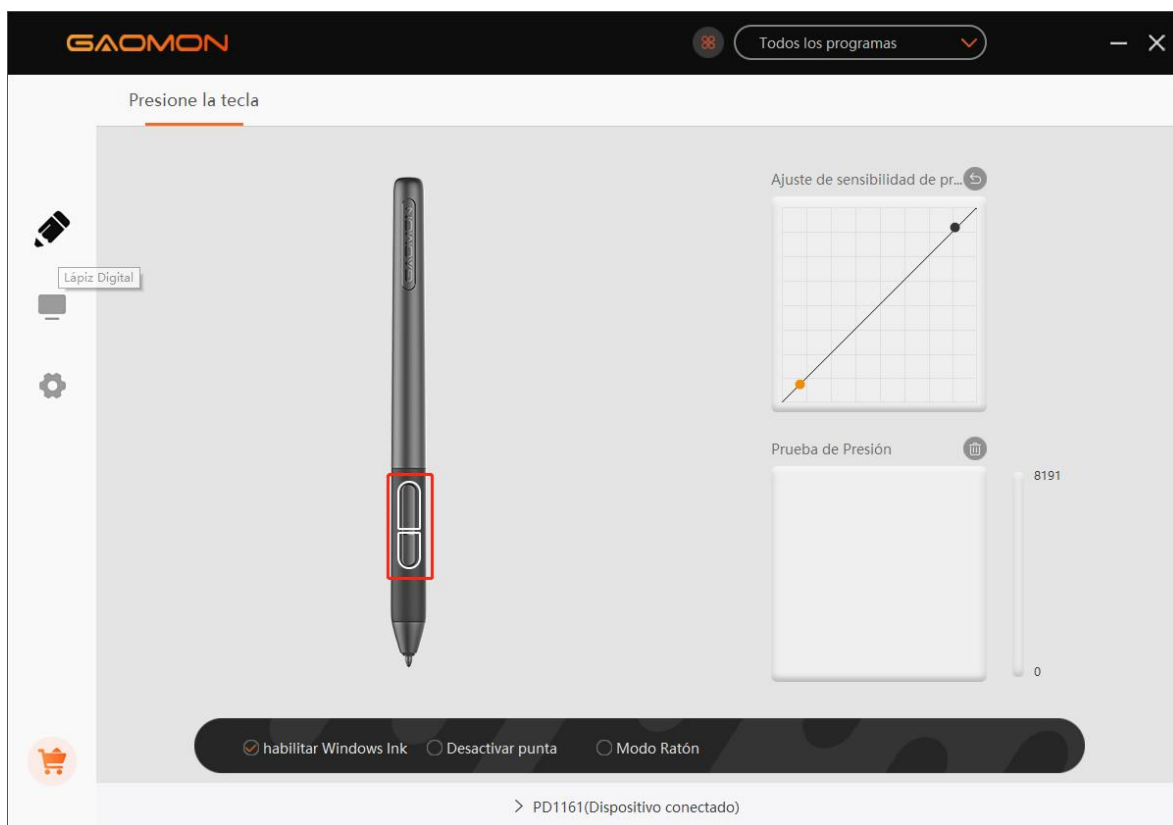 GAOMON
Todos los programas
Presione la tecla
Ajuste de sensibilidad de pr...
GAOMON
Lápiz Digital
Prueba de Presión
8191
0
habilitar Windows Ink
Desactivar punta
Modo Ratón
PD1161(Dispositivo conectado)